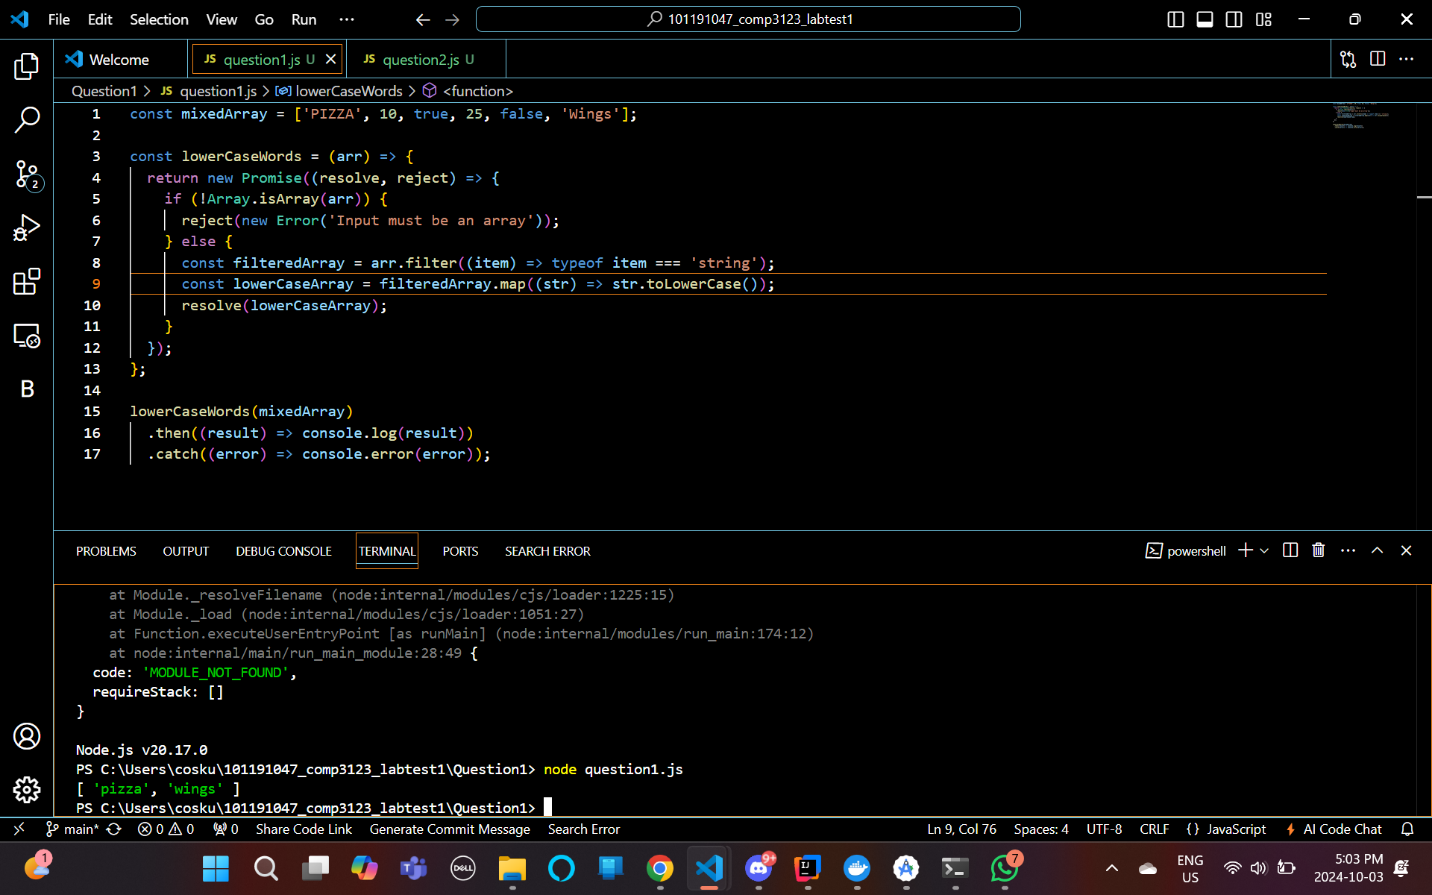 File Edit Selection View Go Run ··· 101191047_comp3123_labtest1
Welcome JS question1.js U JS question2.js U
Question1 > JS question1.js > lowerCaseWords > <function>
1 const mixedArray = ['PIZZA', 10, true, 25, false, 'Wings'];
2
3 const lowerCaseWords = (arr) => {
4 return new Promise((resolve, reject) => {
5 if (!Array.isArray(arr)) {
6 reject(new Error('Input must be an array'));
7 } else {
8 const filteredArray = arr.filter((item) => typeof item === 'string');
9 const lowerCaseArray = filteredArray.map((str) => str.toLowerCase());
10 resolve(lowerCaseArray);
11 }
12 });
13 };
14
15 lowerCaseWords(mixedArray)
16 .then((result) => console.log(result))
17 .catch((error) => console.error(error));
2
B
PROBLEMS OUTPUT DEBUG CONSOLE TERMINAL PORTS SEARCH ERROR powershell
at Module._resolveFilename (node:internal/modules/cjs/loader:1225:15)
at Module._load (node:internal/modules/cjs/loader:1051:27)
at Function.executeUserEntryPoint [as runMain] (node:internal/modules/run_main:174:12)
at node:internal/main/run_main_module:28:49 {
code: 'MODULE_NOT_FOUND',
requireStack: []
}
Node.js v20.17.0
PS C:\Users\cosku\101191047_comp3123_labtest1\Question1> node question1.js
[ 'pizza', 'wings' ]
PS C:\Users\cosku\101191047_comp3123_labtest1\Question1>
main* 0 0 0 Share Code Link Generate Commit Message Search Error Ln 9, Col 76 Spaces: 4 UTF-8 CRLF {} JavaScript AI Code Chat
1 DELL 9+ 7 ENG US 5:03 PM
2024-10-03